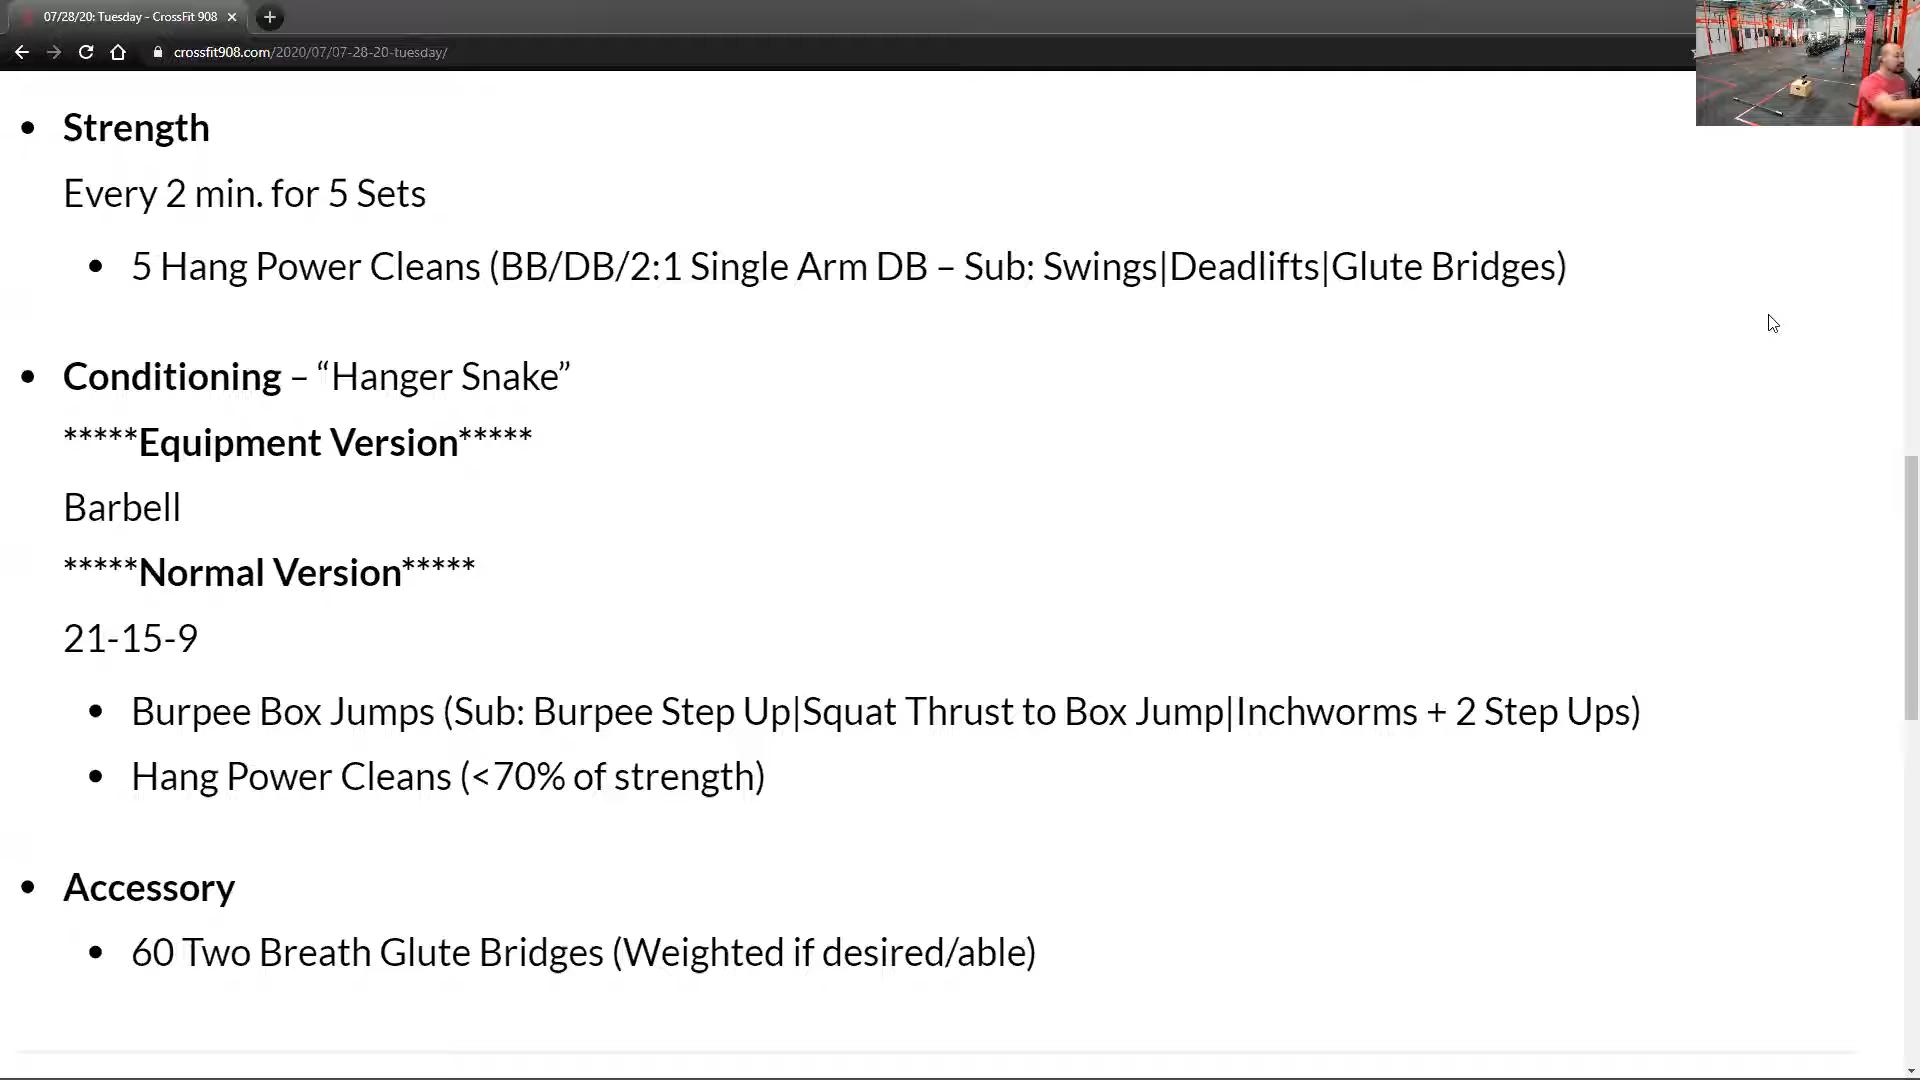 07/28/20: Tuesday - CrossFit 908
crossfit908.com/2020/07/07-28-20-tuesday/
Strength
Every 2 min. for 5 Sets
5 Hang Power Cleans (BB/DB/2:1 Single Arm DB – Sub: Swings|Deadlifts|Glute Bridges)
Conditioning – “Hanger Snake”
*****Equipment Version*****
Barbell
*****Normal Version*****
21-15-9
Burpee Box Jumps (Sub: Burpee Step Up|Squat Thrust to Box Jump|Inchworms + 2 Step Ups)
Hang Power Cleans (<70% of strength)
Accessory
60 Two Breath Glute Bridges (Weighted if desired/able)